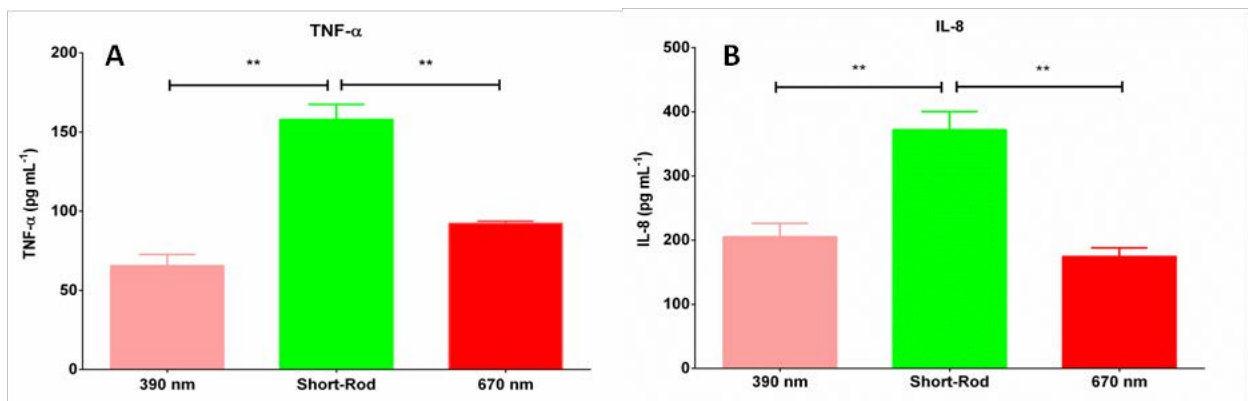 A
TNF-α
** **
TNF-α (pg mL⁻¹)
200
150
100
50
0
390 nm Short-Rod 670 nm
B
IL-8
** **
IL-8 (pg mL⁻¹)
500
400
300
200
100
0
390 nm Short-Rod 670 nm